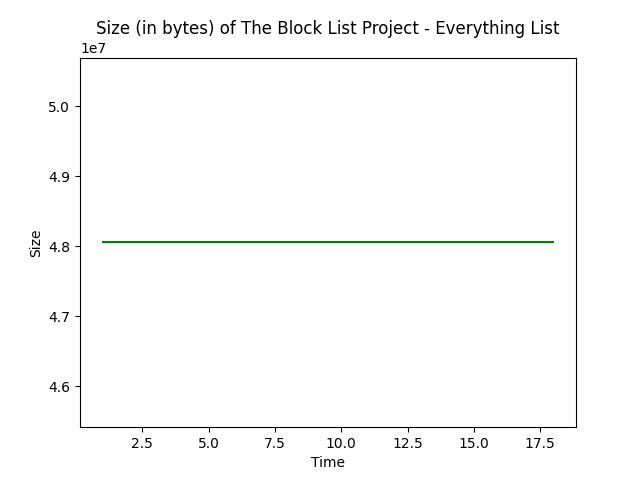 Size (in bytes) of The Block List Project - Everything List
1e7
5.0
4.9
4.8
4.7
4.6
Size
2.5 5.0 7.5 10.0 12.5 15.0 17.5
Time